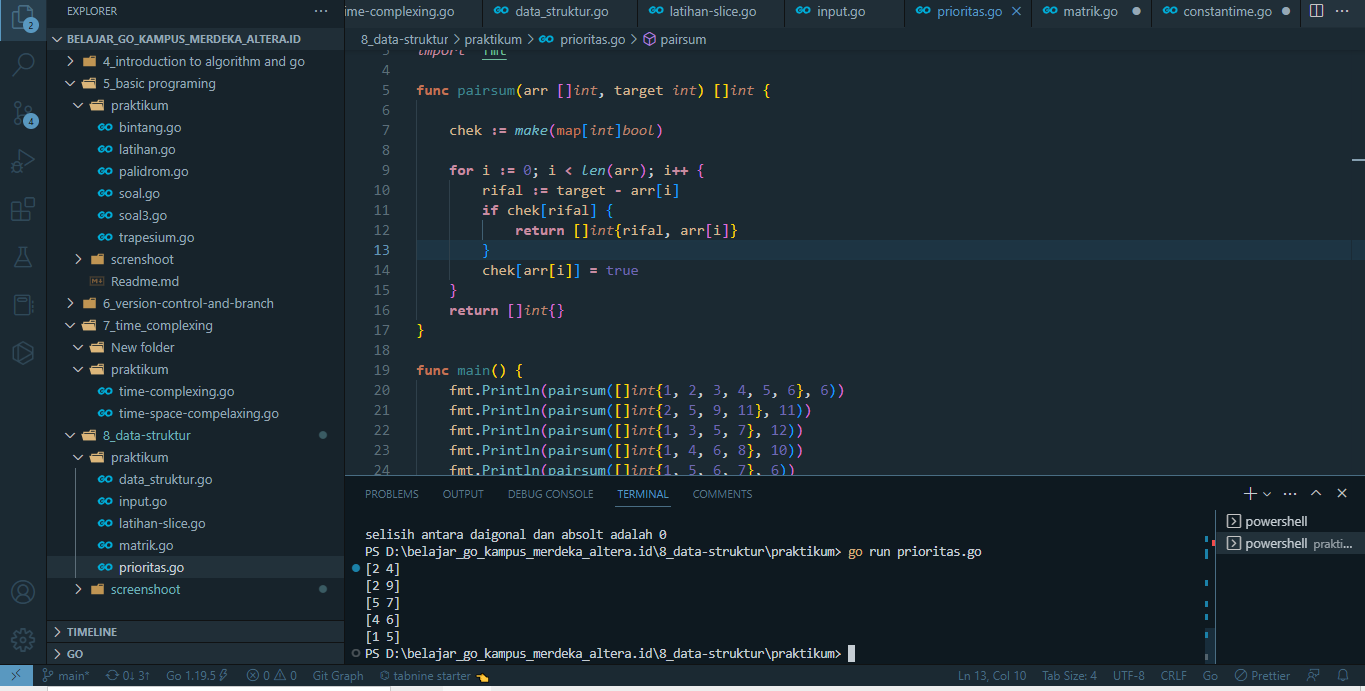 EXPLORER
BELAJAR_GO_KAMPUS_MERDEKA_ALTERA.ID
4_introduction to algorithm and go
5_basic programing
praktikum
bintang.go
latihan.go
palidrom.go
soal.go
soal3.go
trapesium.go
screnshoot
Readme.md
6_version-control-and-branch
7_time_complexing
New folder
praktikum
time-complexing.go
time-space-compelaxing.go
8_data-struktur
praktikum
data_struktur.go
input.go
latihan-slice.go
matrik.go
prioritas.go
screenshoot
TIMELINE
GO
ime-complexing.go data_struktur.go latihan-slice.go input.go prioritas.go matrik.go constantime.go
8_data-struktur > praktikum > prioritas.go > pairsum
3 import "fmt"
4
5 func pairsum(arr []int, target int) []int {
6
7 chek := make(map[int]bool)
8
9 for i := 0; i < len(arr); i++ {
10 rifal := target - arr[i]
11 if chek[rifal] {
12 return []int{rifal, arr[i]}
13 }
14 chek[arr[i]] = true
15 }
16 return []int{}
17 }
18
19 func main() {
20 fmt.Println(pairsum([]int{1, 2, 3, 4, 5, 6}, 6))
21 fmt.Println(pairsum([]int{2, 5, 9, 11}, 11))
22 fmt.Println(pairsum([]int{1, 3, 5, 7}, 12))
23 fmt.Println(pairsum([]int{1, 4, 6, 8}, 10))
24 fmt.Println(pairsum([]int{1, 5, 6, 7}, 6))
PROBLEMS OUTPUT DEBUG CONSOLE TERMINAL COMMENTS
selisih antara daigonal dan absolt adalah 0
PS D:\belajar_go_kampus_merdeka_altera.id\8_data-struktur\praktikum> go run prioritas.go
[2 4]
[2 9]
[5 7]
[4 6]
[1 5]
PS D:\belajar_go_kampus_merdeka_altera.id\8_data-struktur\praktikum>
powershell
powershell prakti...
2
4
main* 0↓ 3↑ Go 1.19.5 0 0 Git Graph tabnine starter Ln 13, Col 10 Tab Size: 4 UTF-8 CRLF Go Prettier